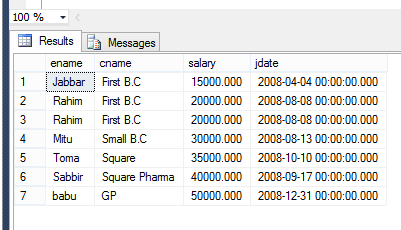 100 %
Results Messages
ename cname salary jdate
1 Jabbar First B.C 15000.000 2008-04-04 00:00:00.000
2 Rahim First B.C 20000.000 2008-08-08 00:00:00.000
3 Rahim First B.C 20000.000 2008-08-08 00:00:00.000
4 Mitu Small B.C 30000.000 2008-08-13 00:00:00.000
5 Toma Square 35000.000 2008-10-10 00:00:00.000
6 Sabbir Square Pharma 40000.000 2008-09-17 00:00:00.000
7 babu GP 50000.000 2008-12-31 00:00:00.000